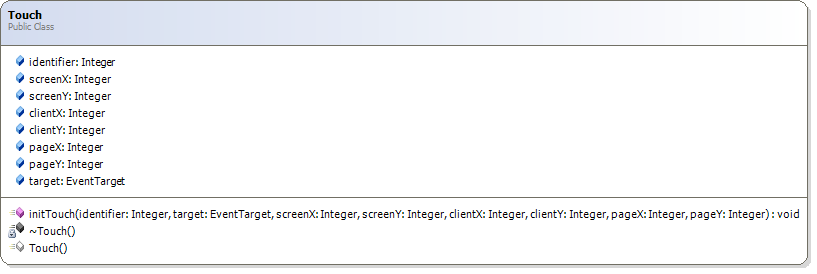 Touch
Public Class
identifier: Integer
screenX: Integer
screenY: Integer
clientX: Integer
clientY: Integer
pageX: Integer
pageY: Integer
target: EventTarget
initTouch(identifier: Integer, target: EventTarget, screenX: Integer, screenY: Integer, clientX: Integer, clientY: Integer, pageX: Integer, pageY: Integer) : void
~Touch()
Touch()